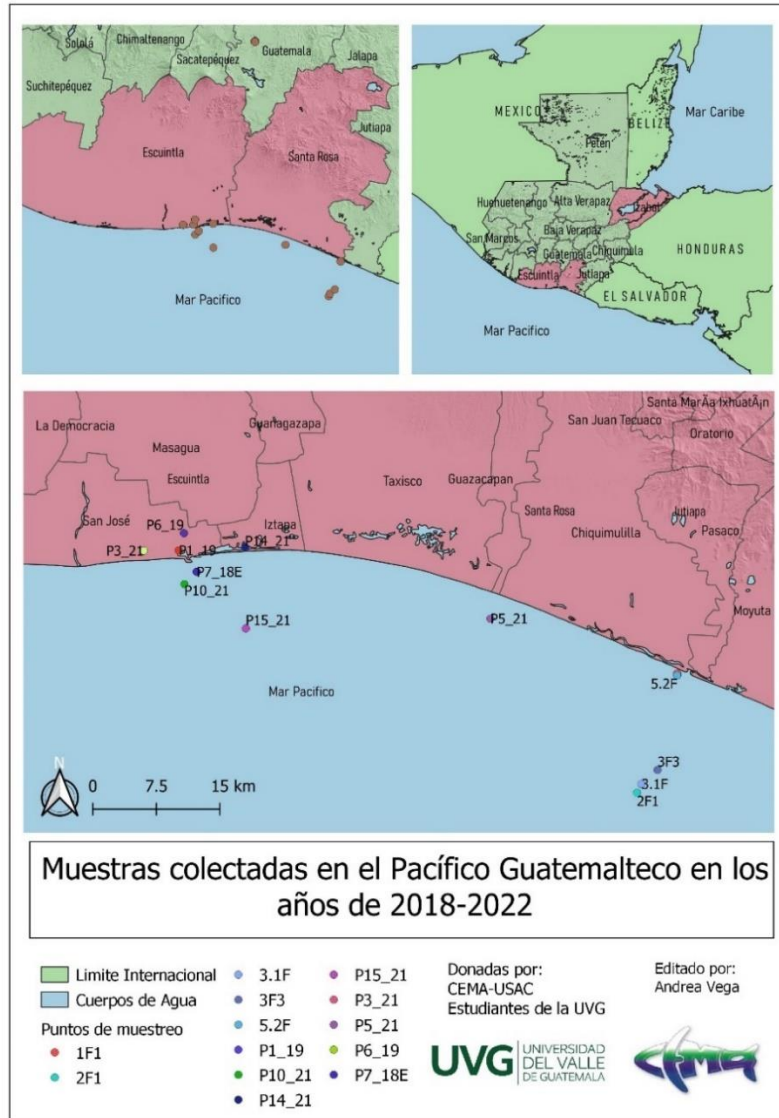 Sololá
Chimaltenango
Sacatepéquez
Guatemala
Jalapa
Suchitepéquez
Jutiapa
Escuintla
Santa Rosa
Mar Pacifico
MEXICO
BELIZE
Mar Caribe
Petén
Huehuetenango
Alta Verapaz
Izabal
San Marcos
Baja Verapaz
Guatemala
Chiquimula
HONDURAS
Escuintla
Jutiapa
EL SALVADOR
Mar Pacifico
La Democracia
Guanagazapa
Santa MarÃa IxhuatÃ¡n
San Juan Tecuaco
Oratorio
Masagua
Escuintla
Taxisco
Guazacapan
Santa Rosa
Jutiapa
San José
Iztapa
Chiquimulilla
Pasaco
P6_19
P3_21
P1_19
P14_21
P7_18E
P10_21
Moyuta
P15_21
P5_21
5.2F
Mar Pacifico
3F3
3.1F
2F1
N
0 7.5 15 km
Muestras colectadas en el Pacífico Guatemalteco en los
años de 2018-2022
Limite Internacional
Cuerpos de Agua
Puntos de muestreo
1F1
2F1
3.1F
3F3
5.2F
P1_19
P10_21
P14_21
P15_21
P3_21
P5_21
P6_19
P7_18E
Donadas por:
CEMA-USAC
Estudiantes de la UVG
Editado por:
Andrea Vega
UVG
UNIVERSIDAD
DEL VALLE
DE GUATEMALA
cema